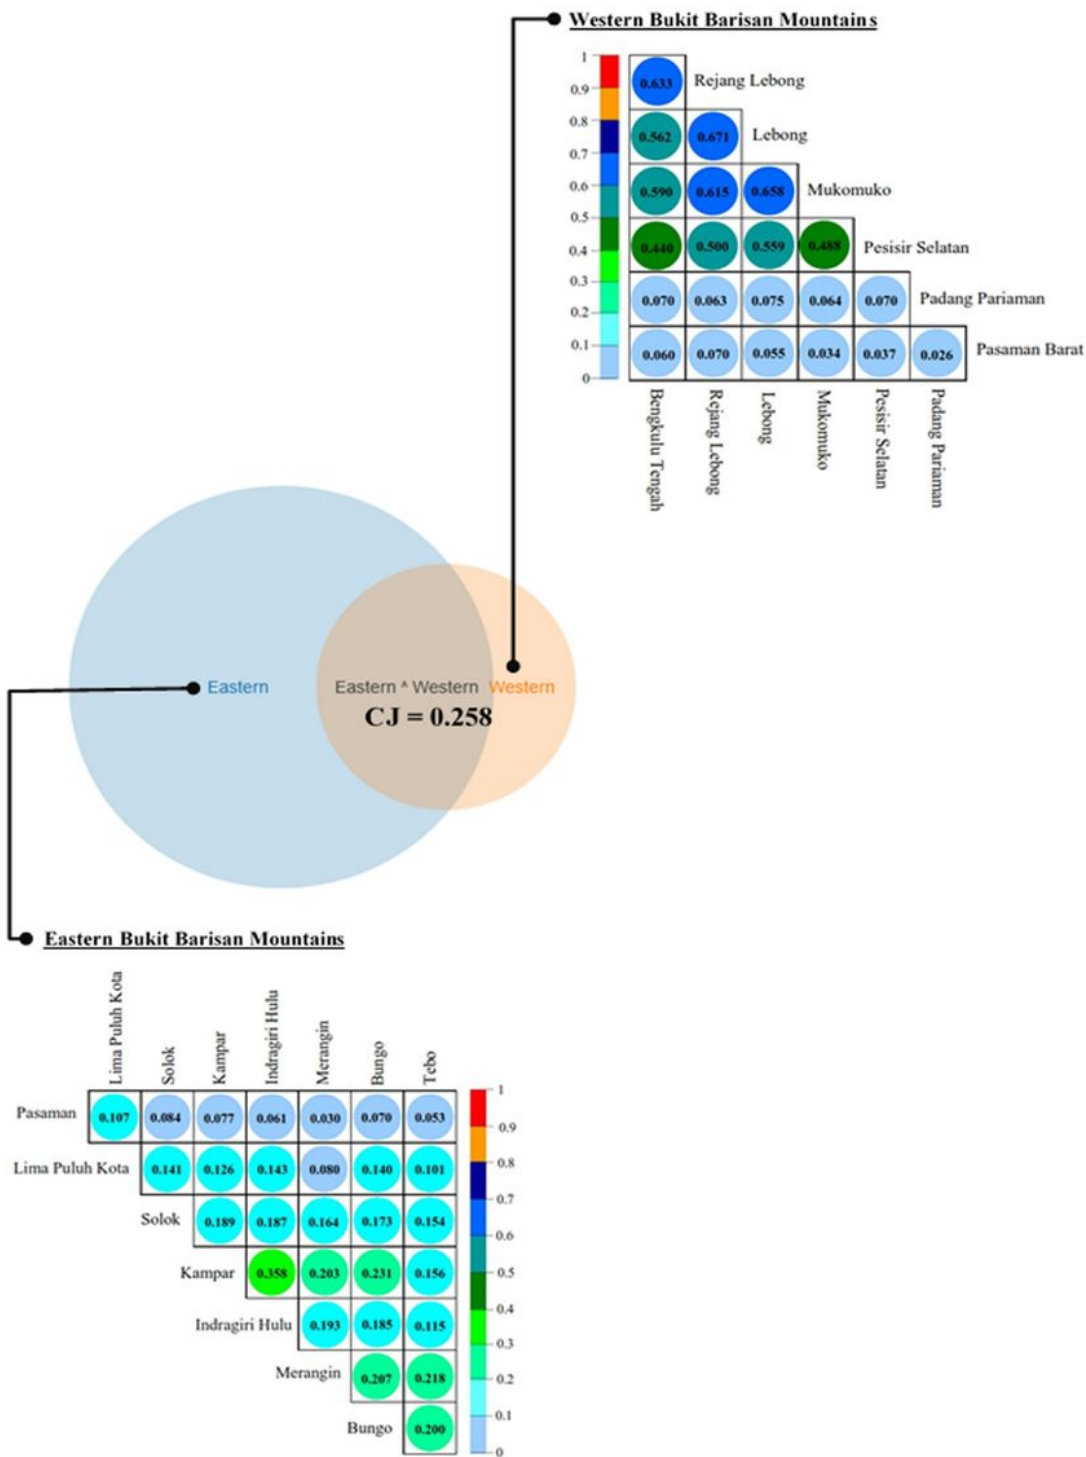 Western Bukit Barisan Mountains
1
0.9
0.8
0.7
0.6
0.5
0.4
0.3
0.2
0.1
0
0.633 Rejang Lebong
0.562 0.671 Lebong
0.590 0.615 0.658 Mukomuko
0.440 0.500 0.559 0.488 Pesisir Selatan
0.070 0.063 0.075 0.064 0.070 Padang Pariaman
0.060 0.070 0.055 0.034 0.037 0.026 Pasaman Barat
Bengkulu Tengah
Rejang Lebong
Lebong
Mukomuko
Pesisir Selatan
Padang Pariaman
Eastern
Eastern ^ Western
Western
CJ = 0.258
Eastern Bukit Barisan Mountains
Lima Puluh Kota
Solok
Kampar
Indragiri Hulu
Merangin
Bungo
Tebo
Pasaman 0.107 0.084 0.077 0.061 0.030 0.070 0.053
Lima Puluh Kota 0.141 0.126 0.143 0.080 0.140 0.101
Solok 0.189 0.187 0.164 0.173 0.154
Kampar 0.358 0.203 0.231 0.156
Indragiri Hulu 0.193 0.185 0.115
Merangin 0.207 0.218
Bungo 0.200
1
0.9
0.8
0.7
0.6
0.5
0.4
0.3
0.2
0.1
0